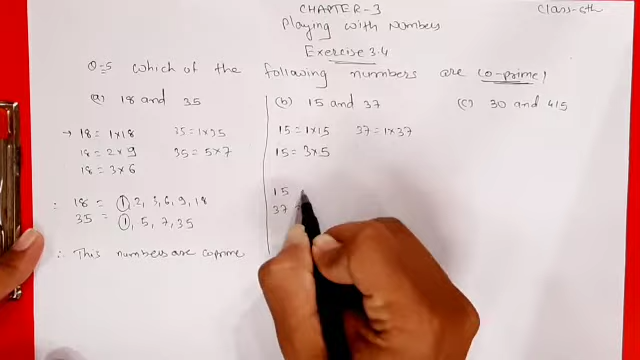 CHAPTER-3
Class-6th
Playing with Numbers
Exercise 3.4
Q=5 which of the following numbers are co-prime!
(a) 18 and 35
(b) 15 and 37
(c) 30 and 415
→ 18 = 1×18 35 = 1×35
18 = 2×9 35 = 5×7
18 = 3×6
∴ 18 = 1, 2, 3, 6, 9, 18
35 = 1, 5, 7, 35
∴ This numbers are coprime
15 = 1×15 37 = 1×37
15 = 3×5
15
37